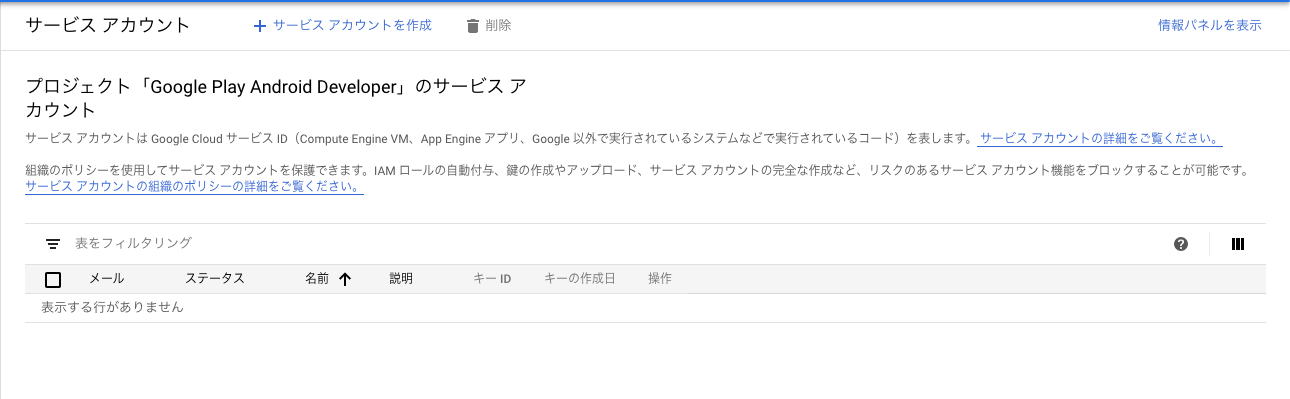 サービス アカウント
サービス アカウントを作成
削除
情報パネルを表示
プロジェクト「Google Play Android Developer」のサービス ア
カウント
サービス アカウントは Google Cloud サービス ID（Compute Engine VM、App Engine アプリ、Google 以外で実行されているシステムなどで実行されているコード）を表します。 サービス アカウントの詳細をご覧ください。
組織のポリシーを使用してサービス アカウントを保護できます。IAM ロールの自動付与、鍵の作成やアップロード、サービス アカウントの完全な作成など、リスクのあるサービス アカウント機能をブロックすることが可能です。
サービス アカウントの組織のポリシーの詳細をご覧ください。
表をフィルタリング
メール ステータス 名前 説明 キー ID キーの作成日 操作
表示する行がありません